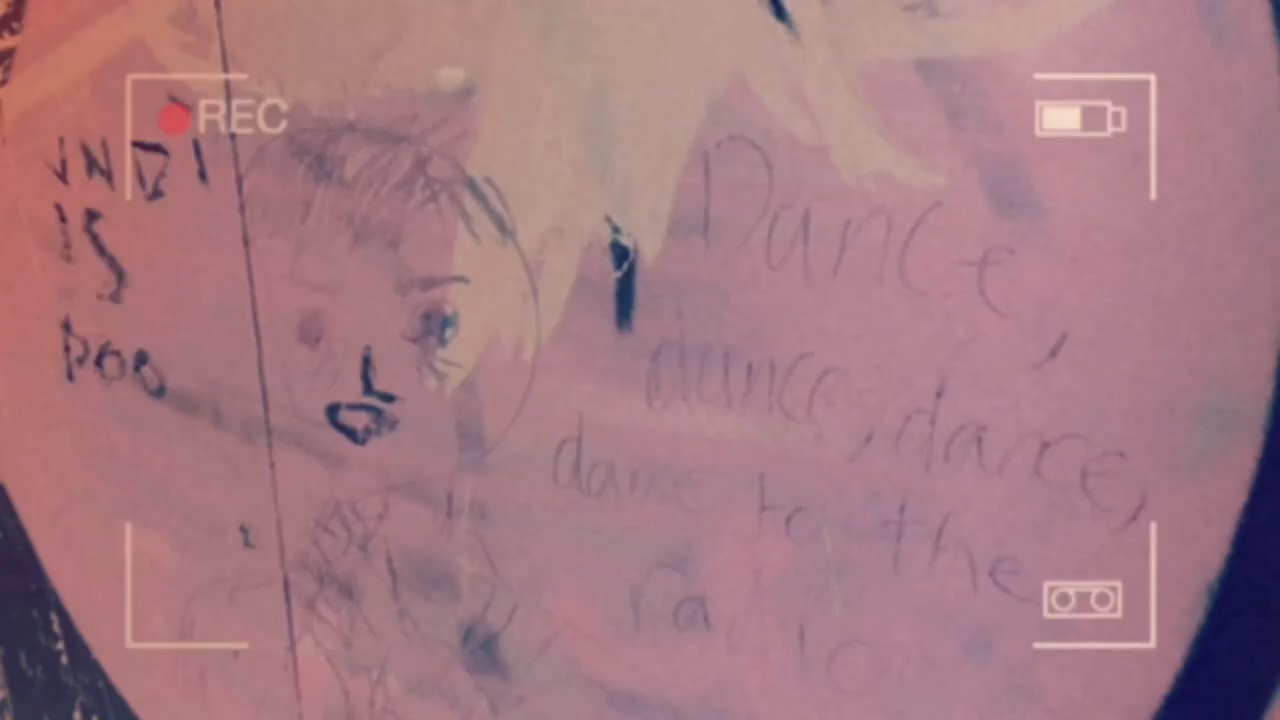 REC
INDI
IS
poo
Dance,
dance, dance,
dance to the